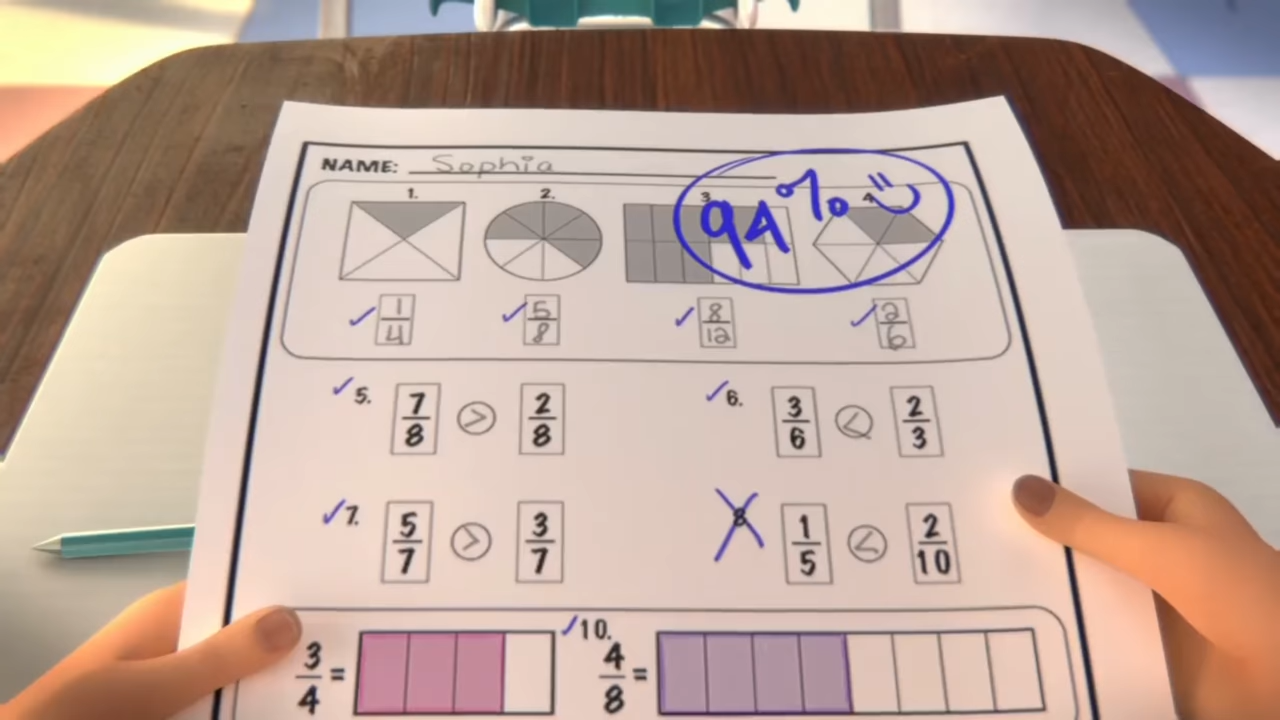 NAME: Sophia
94%
1. 2. 3 4
1/4 5/8 8/12 2/6
5. 7/8 > 2/8 6. 3/6 < 2/3
7. 5/7 > 3/7 8 1/5 < 2/10
3/4 = 10. 4/8 =